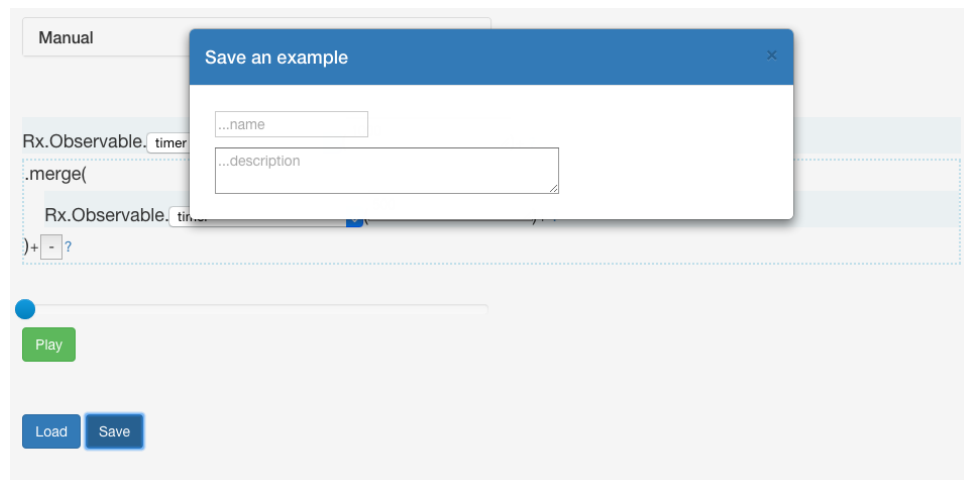 Manual
Save an example
×
...name
...description
Rx.Observable. timer
.merge(
Rx.Observable.
)+ - ?
Play
Load Save